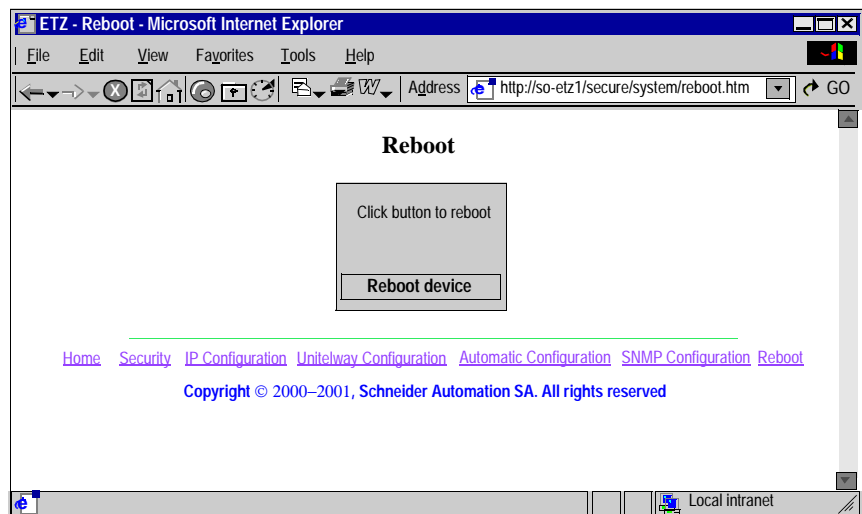 ETZ - Reboot - Microsoft Internet Explorer
File Edit View Favorites Tools Help
Address http://so-etz1/secure/system/reboot.htm GO
Reboot
Click button to reboot
Reboot device
Home Security IP Configuration Unitelway Configuration Automatic Configuration SNMP Configuration Reboot
Copyright © 2000–2001, Schneider Automation SA. All rights reserved
Local intranet